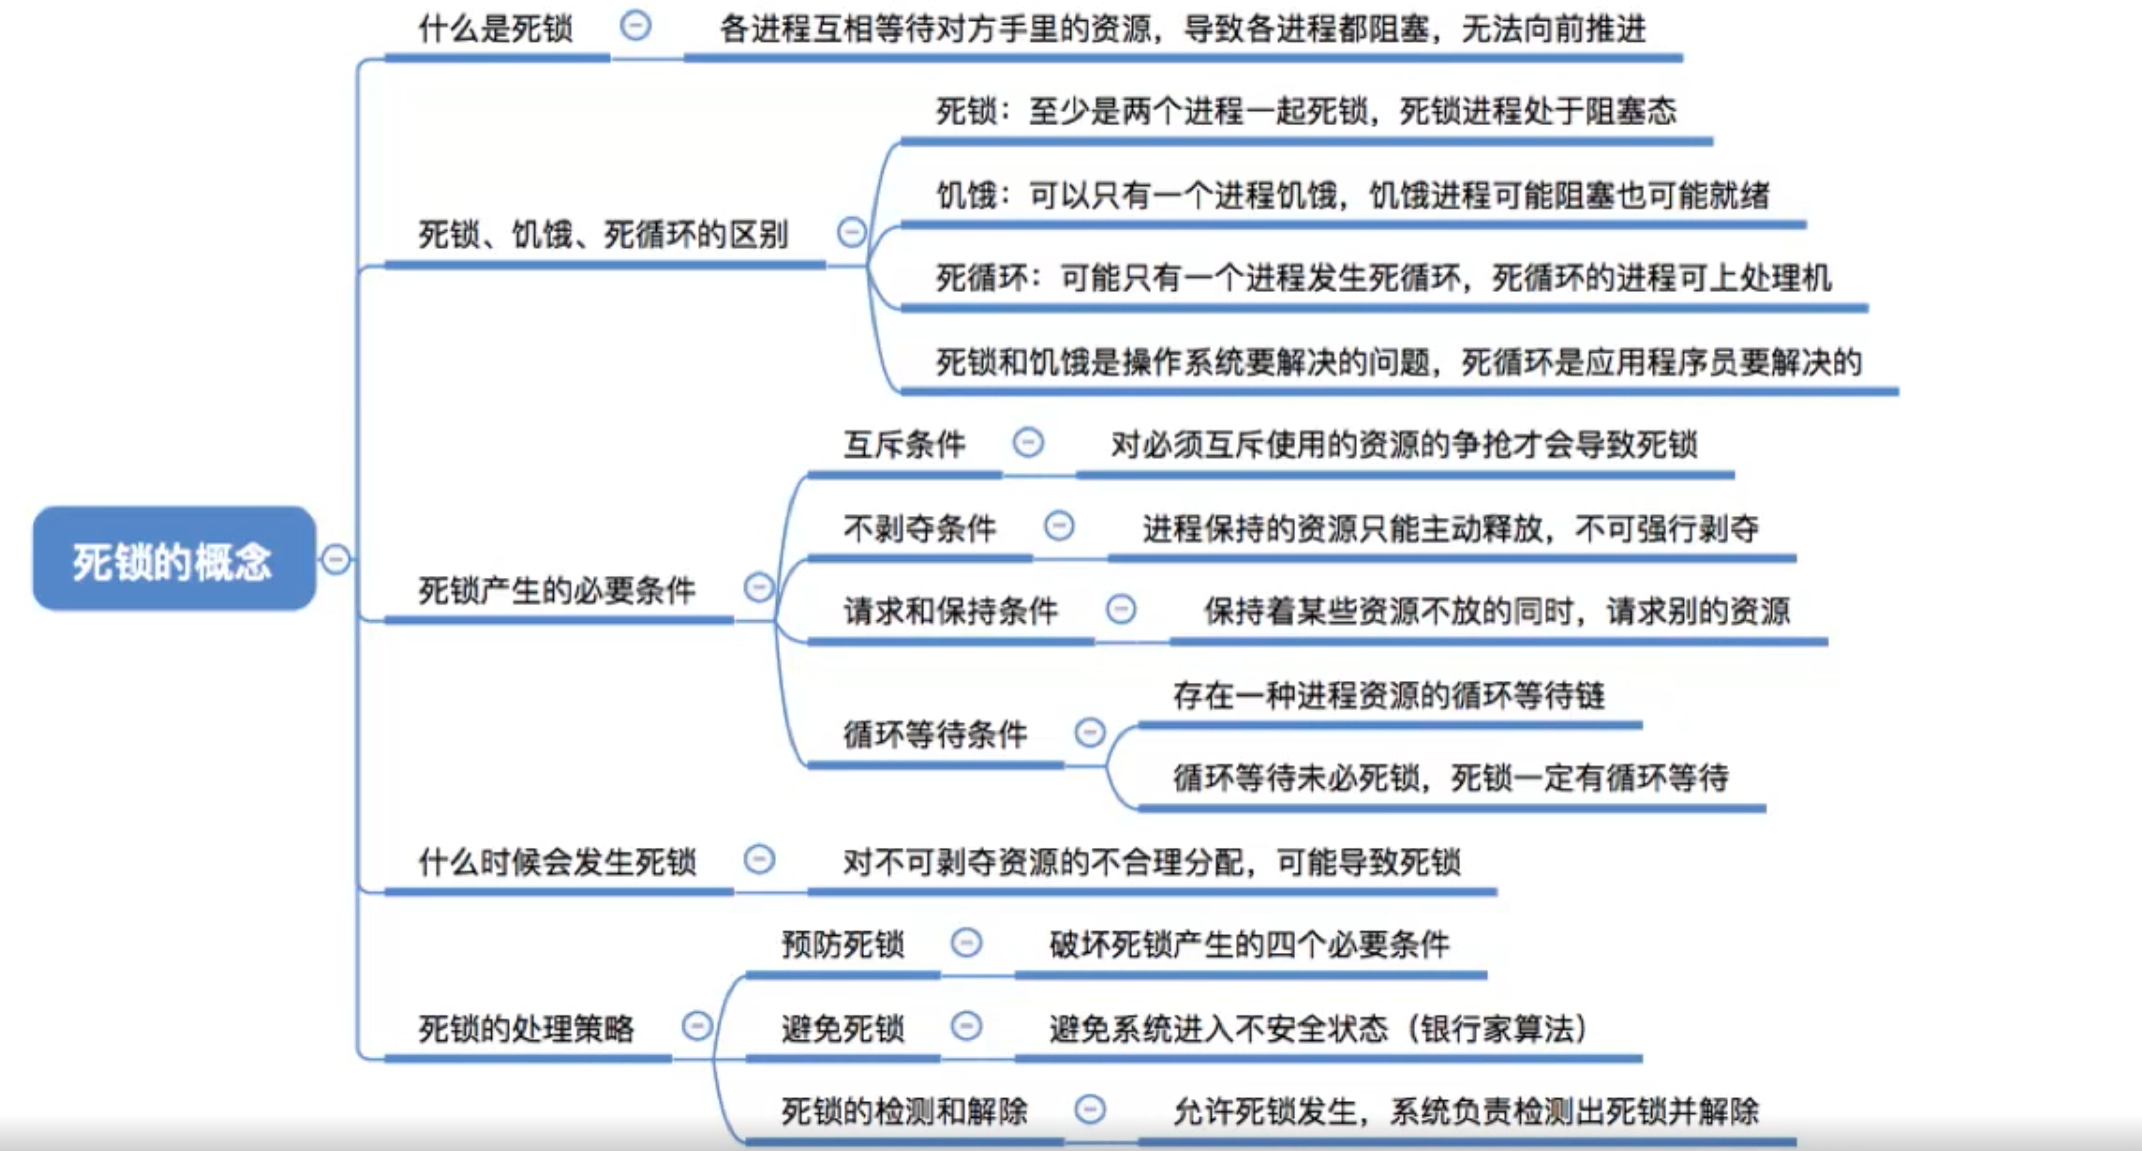 死锁的概念
什么是死锁
各进程互相等待对方手里的资源，导致各进程都阻塞，无法向前推进
死锁、饥饿、死循环的区别
死锁：至少是两个进程一起死锁，死锁进程处于阻塞态
饥饿：可以只有一个进程饥饿，饥饿进程可能阻塞也可能就绪
死循环：可能只有一个进程发生死循环，死循环的进程可上处理机
死锁和饥饿是操作系统要解决的问题，死循环是应用程序员要解决的
死锁产生的必要条件
互斥条件
对必须互斥使用的资源的争抢才会导致死锁
不剥夺条件
进程保持的资源只能主动释放，不可强行剥夺
请求和保持条件
保持着某些资源不放的同时，请求别的资源
循环等待条件
存在一种进程资源的循环等待链
循环等待未必死锁，死锁一定有循环等待
什么时候会发生死锁
对不可剥夺资源的不合理分配，可能导致死锁
死锁的处理策略
预防死锁
破坏死锁产生的四个必要条件
避免死锁
避免系统进入不安全状态（银行家算法）
死锁的检测和解除
允许死锁发生，系统负责检测出死锁并解除